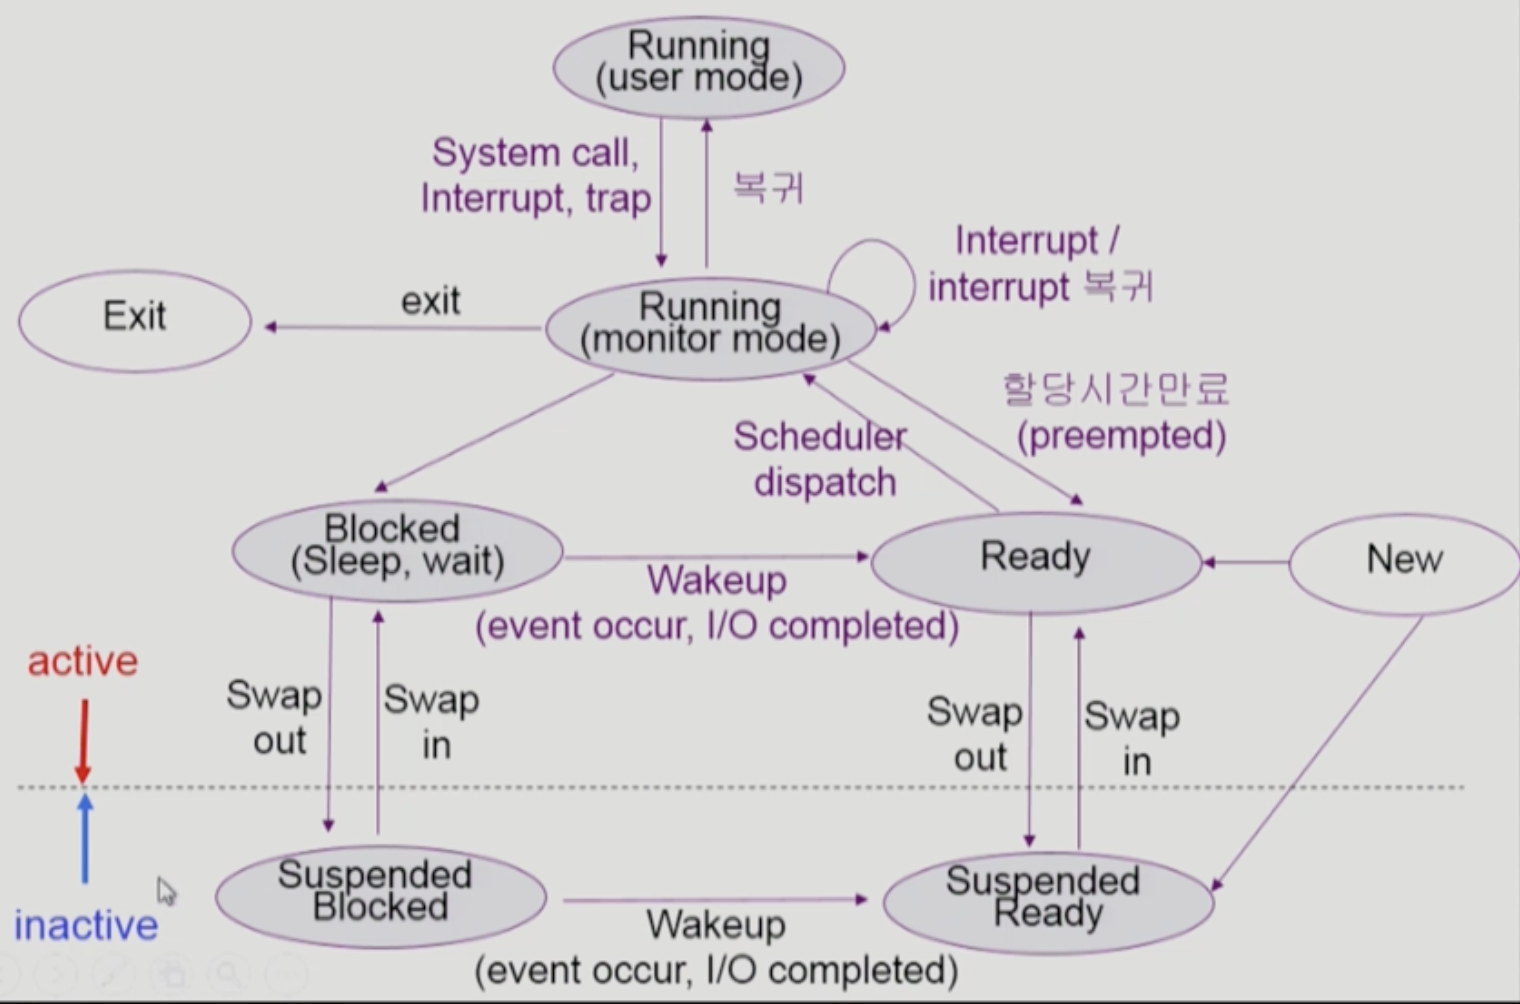 Running
(user mode)
System call,
Interrupt, trap
복귀
Interrupt /
interrupt 복귀
Exit
exit
Running
(monitor mode)
할당시간만료
(preempted)
Scheduler
dispatch
Blocked
(Sleep, wait)
Ready
New
Wakeup
(event occur, I/O completed)
active
Swap
out
Swap
in
Swap
out
Swap
in
inactive
Suspended
Blocked
Suspended
Ready
Wakeup
(event occur, I/O completed)